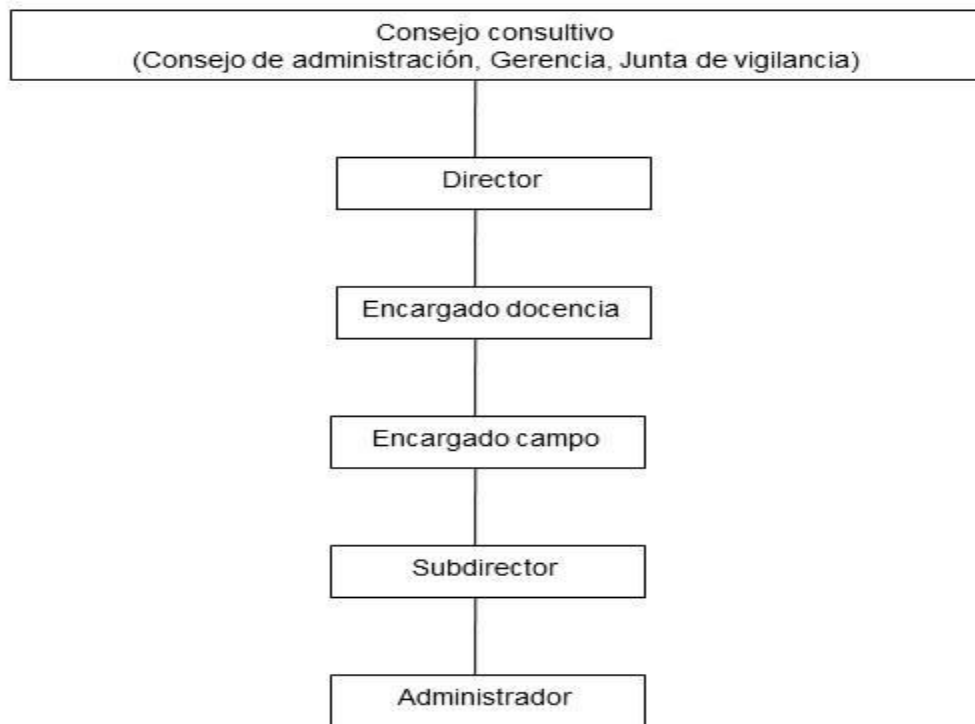 Consejo consultivo
(Consejo de administración, Gerencia, Junta de vigilancia)
Director
Encargado docencia
Encargado campo
Subdirector
Administrador